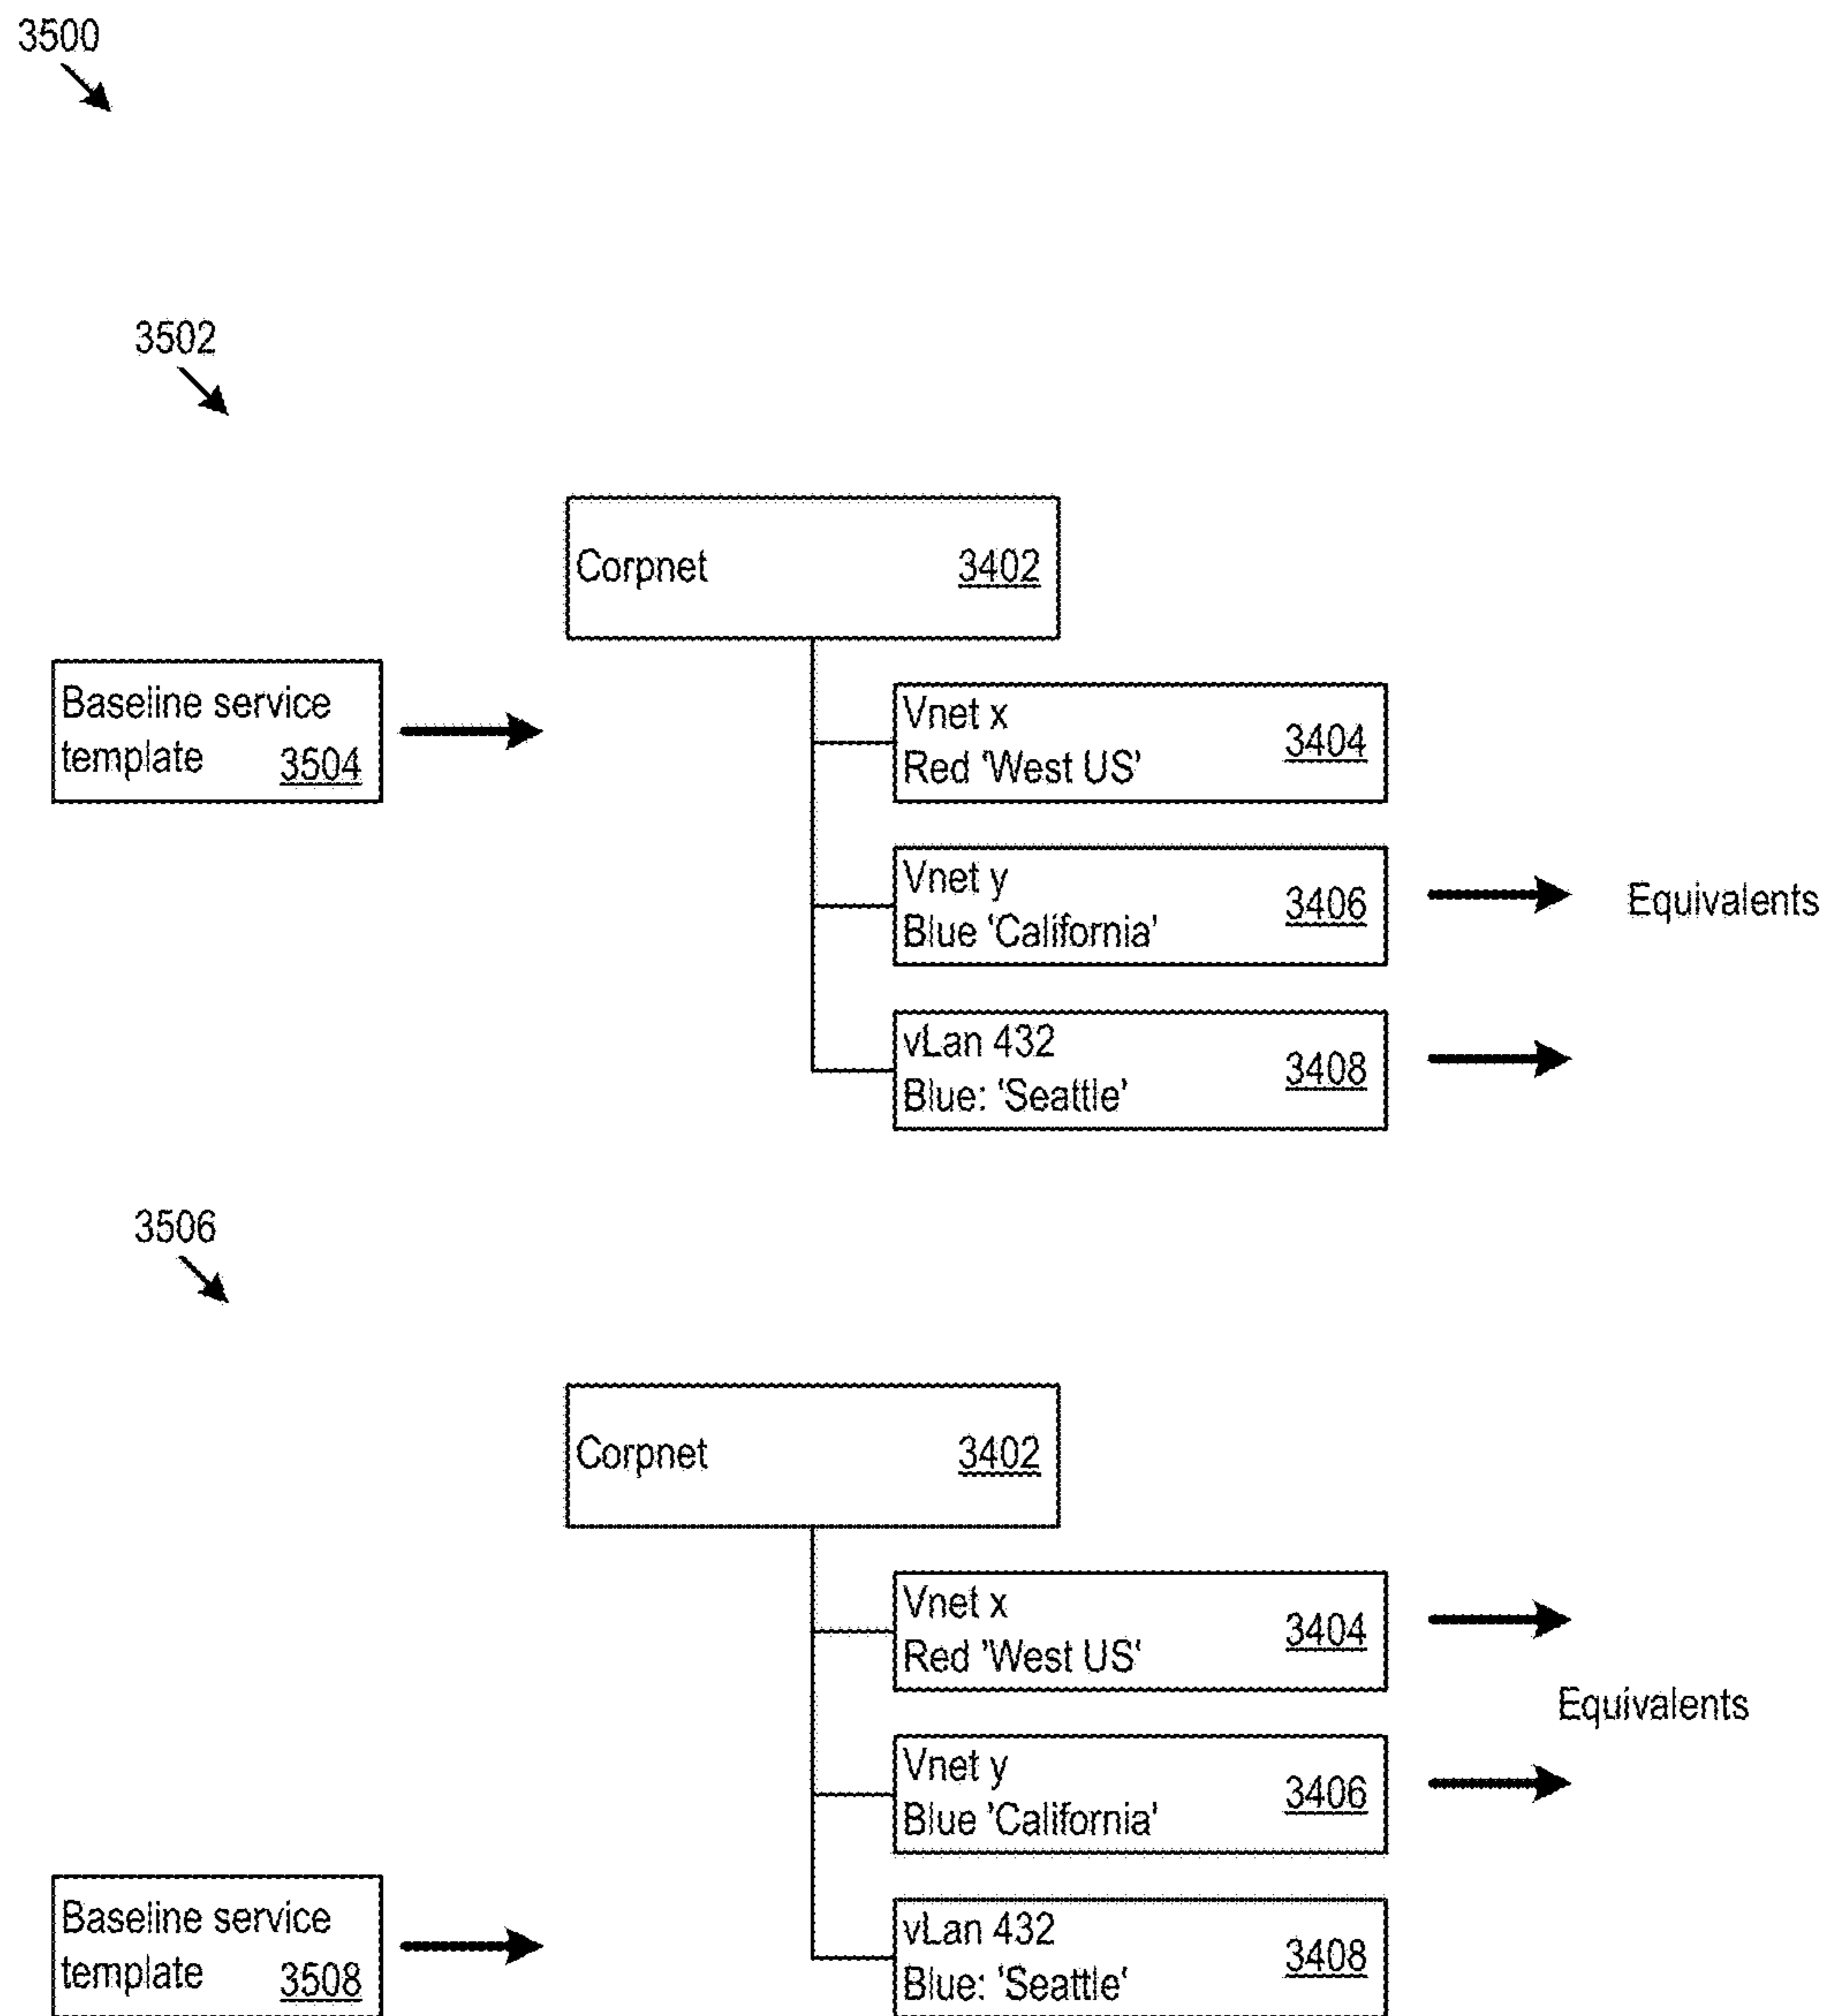 3500
3502
Corpnet 3402
Baseline service
template 3504
Vnet x
Red 'West US' 3404
Vnet y
Blue 'California' 3406
Equivalents
vLan 432
Blue: 'Seattle' 3408
3506
Corpnet 3402
Vnet x
Red 'West US' 3404
Equivalents
Vnet y
Blue 'California' 3406
Baseline service
template 3508
vLan 432
Blue: 'Seattle' 3408